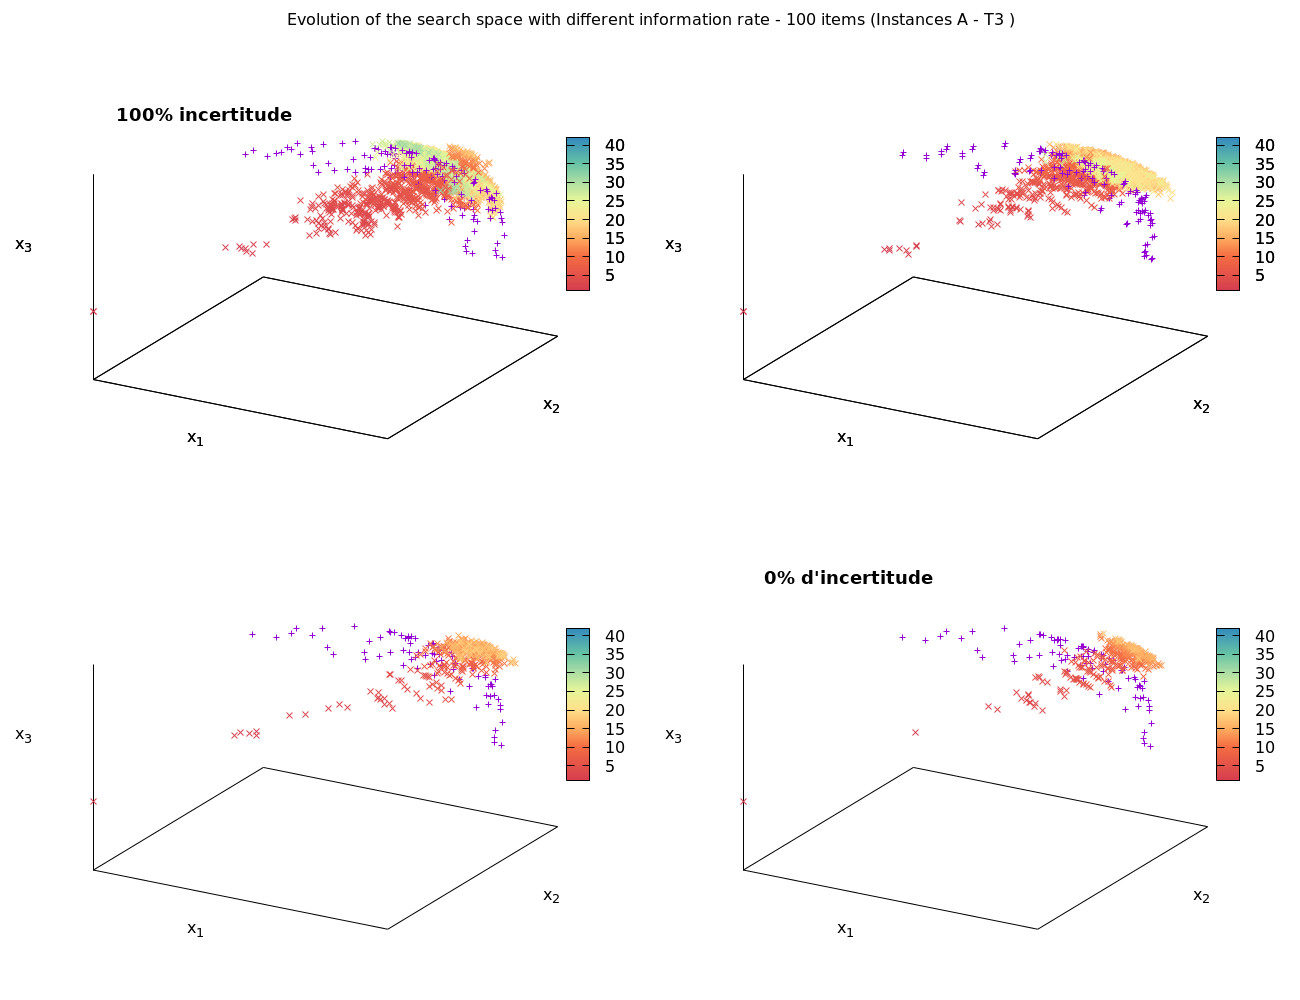 Evolution of the search space with different information rate - 100 items (Instances A - T3 )
100% incertitude
40
35
30
25
20
15
10
5
x3
x2
x1
40
35
30
25
20
15
10
5
x3
x2
x1
40
35
30
25
20
15
10
5
x3
x2
x1
0% d'incertitude
40
35
30
25
20
15
10
5
x3
x2
x1